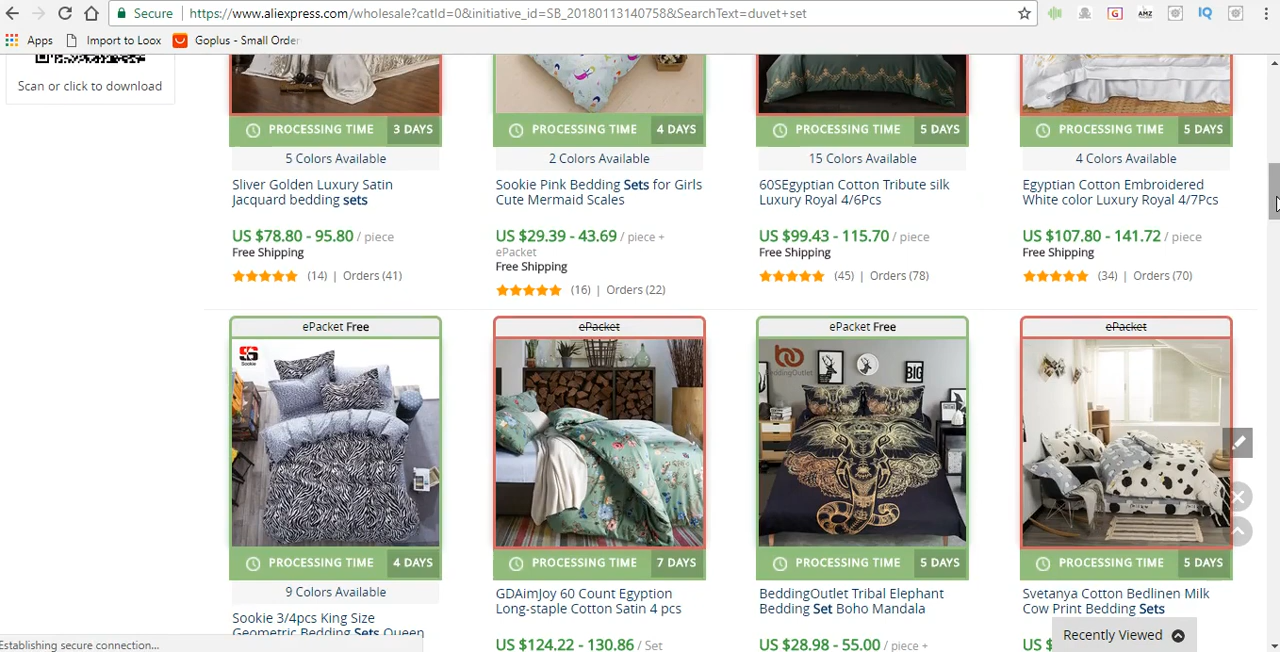 Secure | https://www.aliexpress.com/wholesale?catId=0&initiative_id=SB_20180113140758&SearchText=duvet+set
G AMZ IQ
Apps Import to Loox Goplus - Small Order
Scan or click to download
PROCESSING TIME 3 DAYS
PROCESSING TIME 4 DAYS
PROCESSING TIME 5 DAYS
PROCESSING TIME 5 DAYS
5 Colors Available
2 Colors Available
15 Colors Available
4 Colors Available
Sliver Golden Luxury Satin
Jacquard bedding sets
Sookie Pink Bedding Sets for Girls
Cute Mermaid Scales
60SEgyptian Cotton Tribute silk
Luxury Royal 4/6Pcs
Egyptian Cotton Embroidered
White color Luxury Royal 4/7Pcs
US $78.80 - 95.80 / piece
Free Shipping
(14) | Orders (41)
US $29.39 - 43.69 / piece +
ePacket
Free Shipping
(16) | Orders (22)
US $99.43 - 115.70 / piece
Free Shipping
(45) | Orders (78)
US $107.80 - 141.72 / piece
Free Shipping
(34) | Orders (70)
ePacket Free
ePacket
ePacket Free
ePacket
Sookie
BeddingOutlet
BIG
PROCESSING TIME 4 DAYS
PROCESSING TIME 7 DAYS
PROCESSING TIME 5 DAYS
PROCESSING TIME 5 DAYS
9 Colors Available
Sookie 3/4pcs King Size
Geometric Bedding Sets Queen
GDAimJoy 60 Count Egyption
Long-staple Cotton Satin 4 pcs
US $124.22 - 130.86 / Set
BeddingOutlet Tribal Elephant
Bedding Set Boho Mandala
US $28.98 - 55.00 / piece +
Svetanya Cotton Bedlinen Milk
Cow Print Bedding Sets
US $
Recently Viewed
Establishing secure connection...